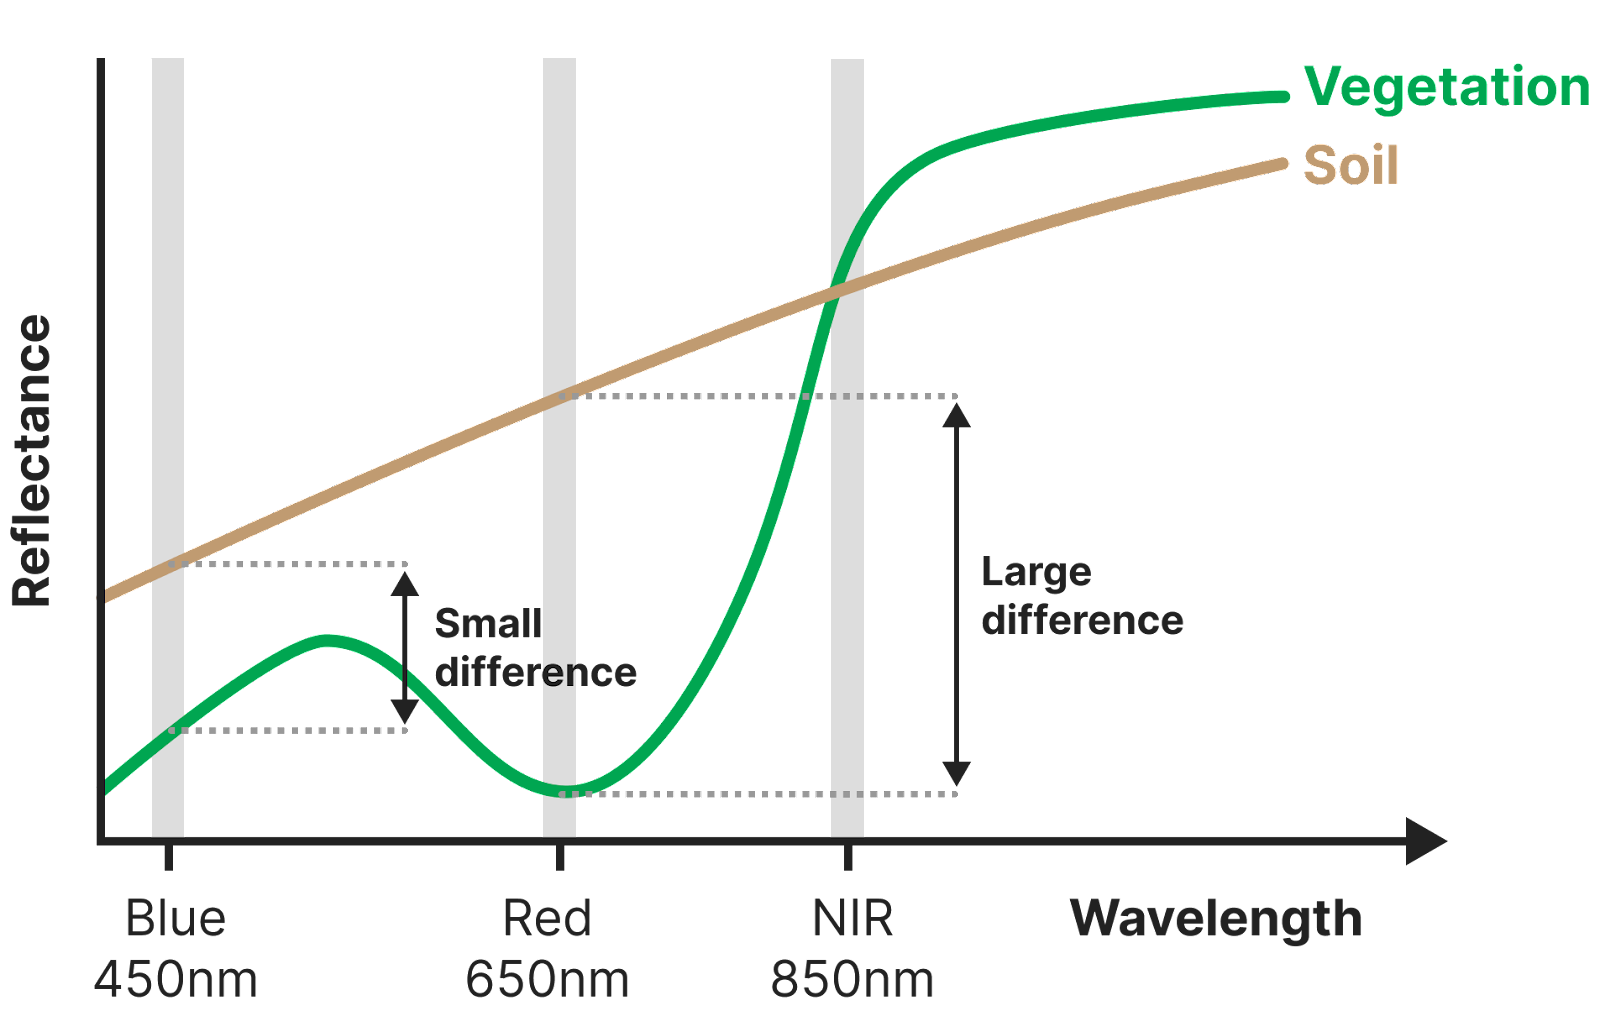 Vegetation
Soil
Reflectance
Small
difference
Large
difference
Blue
450nm
Red
650nm
NIR
850nm
Wavelength